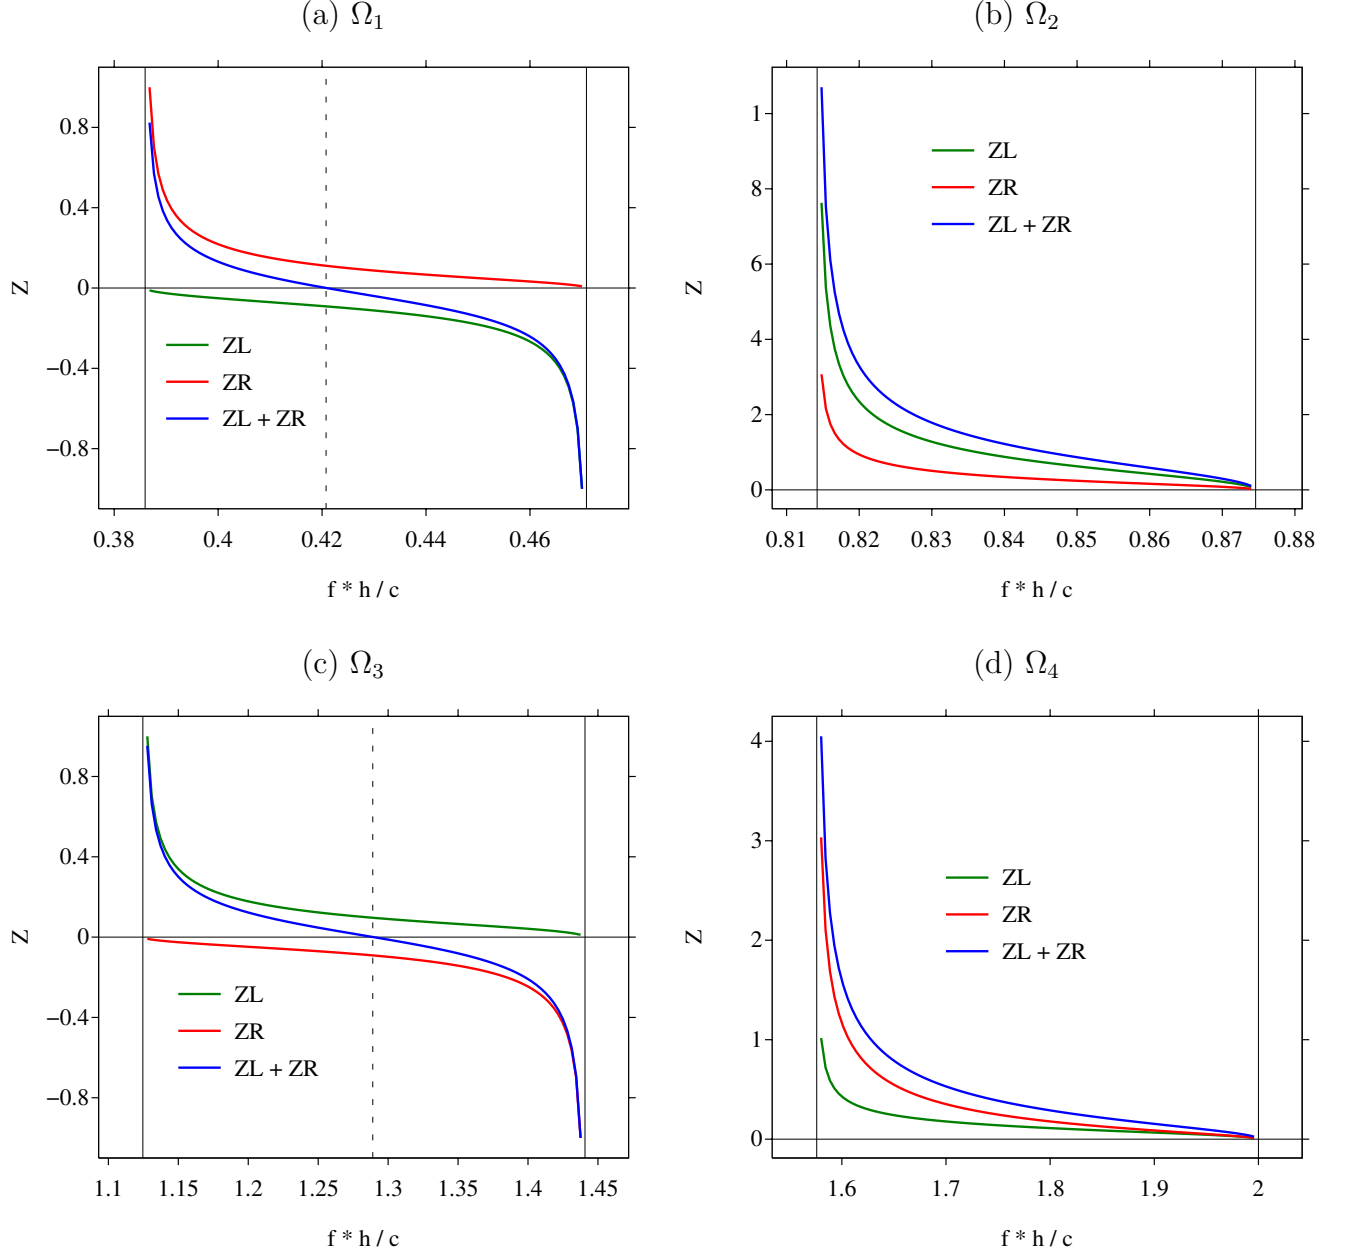 (a) Ω₁
0.8
0.4
0
−0.4
−0.8
Z
ZL
ZR
ZL + ZR
0.38 0.4 0.42 0.44 0.46
f * h / c
(b) Ω₂
1
8
6
4
2
0
Z
ZL
ZR
ZL + ZR
0.81 0.82 0.83 0.84 0.85 0.86 0.87 0.88
f * h / c
(c) Ω₃
0.8
0.4
0
−0.4
−0.8
Z
ZL
ZR
ZL + ZR
1.1 1.15 1.2 1.25 1.3 1.35 1.4 1.45
f * h / c
(d) Ω₄
4
3
2
1
0
Z
ZL
ZR
ZL + ZR
1.6 1.7 1.8 1.9 2
f * h / c